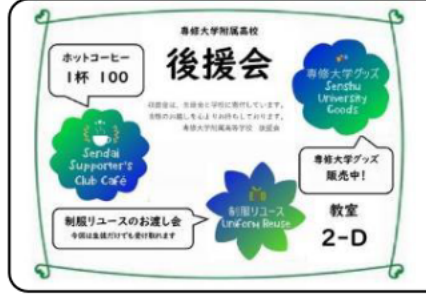 専修大学附属高校
後援会
ホットコーヒー
1杯 100
Sendai
Supporter's
Club Café
専修大学グッズ
Senshu
University
Goods
専修大学グッズ
販売中!
制服リユースのお渡し会
今回は生徒だけでも受け取れます
制服リユース
Uniform Reuse
教室
2-D